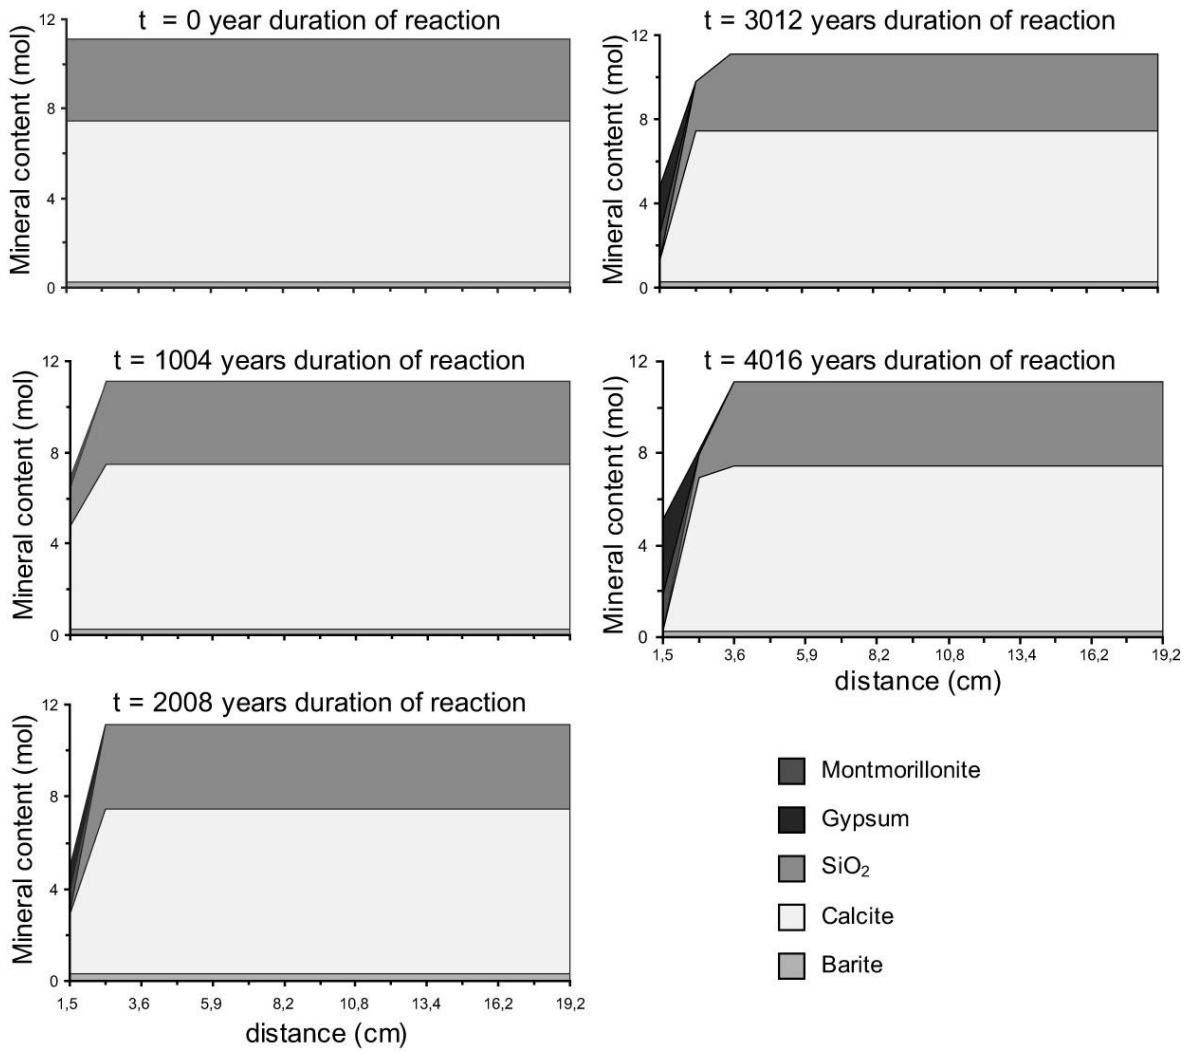 t = 0 year duration of reaction
Mineral content (mol)
12
8
4
0
t = 3012 years duration of reaction
Mineral content (mol)
12
8
4
0
t = 1004 years duration of reaction
Mineral content (mol)
12
8
4
0
t = 4016 years duration of reaction
Mineral content (mol)
12
8
4
0
1,5 3,6 5,9 8,2 10,8 13,4 16,2 19,2
distance (cm)
t = 2008 years duration of reaction
Mineral content (mol)
12
8
4
0
1,5 3,6 5,9 8,2 10,8 13,4 16,2 19,2
distance (cm)
Montmorillonite
Gypsum
SiO₂
Calcite
Barite